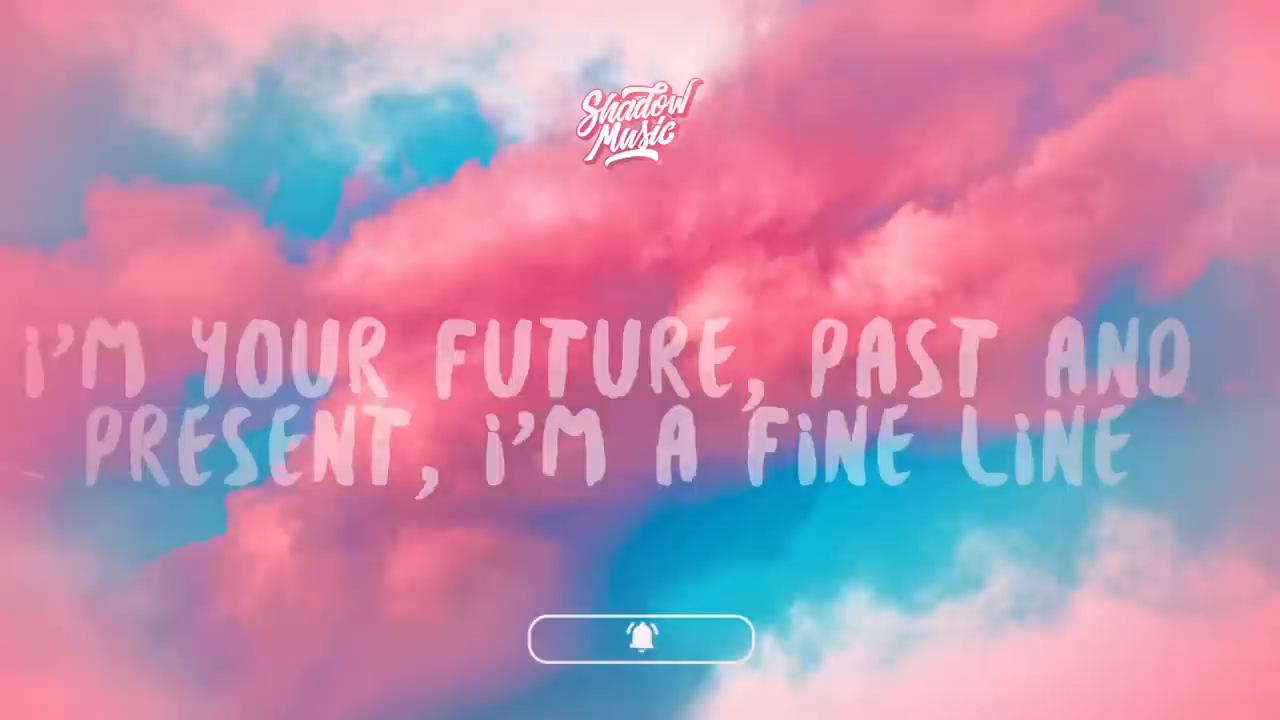 Shadow
Music
i'M YOUR FUTURE, PAST AND
PRESENT, i'M A FiNE LiNE